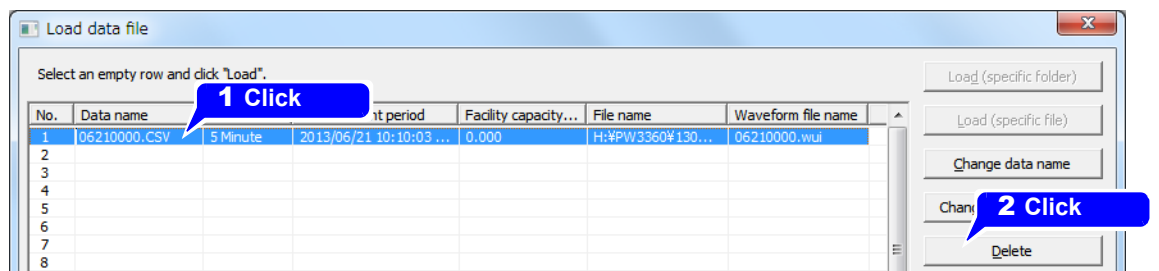 Load data file
Select an empty row and click "Load".
Load (specific folder)
1 Click
No. Data name nt period Facility capacity... File name Waveform file name
Load (specific file)
1 06210000.CSV 5 Minute 2013/06/21 10:10:03 ... 0.000 H:¥PW3360¥130... 06210000.wui
2
Change data name
3
4
5
Chan
2 Click
6
7
Delete
8